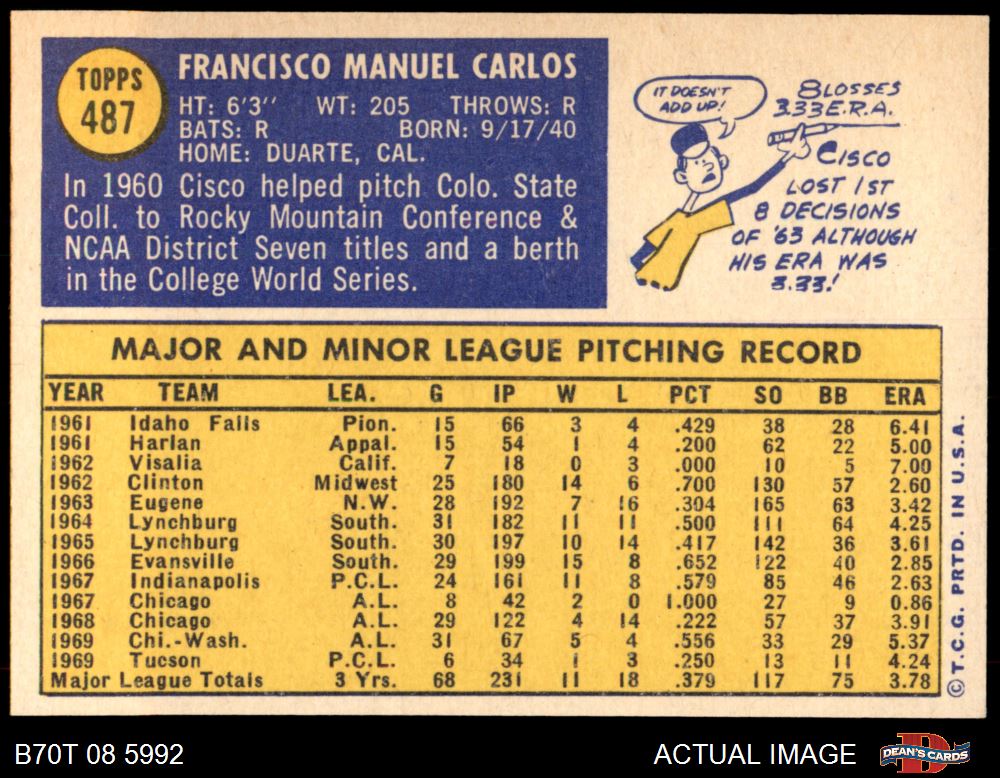 TOPPS
487
FRANCISCO MANUEL CARLOS
HT: 6'3" WT: 205 THROWS: R
BATS: R BORN: 9/17/40
HOME: DUARTE, CAL.
In 1960 Cisco helped pitch Colo. State
Coll. to Rocky Mountain Conference &
NCAA District Seven titles and a berth
in the College World Series.
IT DOESN'T
ADD UP!
8 LOSSES
3.33 E.R.A.
CISCO
LOST 1ST
8 DECISIONS
OF '63 ALTHOUGH
HIS ERA WAS
3.33!
MAJOR AND MINOR LEAGUE PITCHING RECORD
YEAR TEAM LEA. G IP W L PCT SO BB ERA
1961 Idaho Falls Pion. 15 66 3 4 .429 38 28 6.41
1961 Harlan Appal. 15 54 1 4 .200 62 22 5.00
1962 Visalia Calif. 7 18 0 3 .000 10 5 7.00
1962 Clinton Midwest 25 180 14 6 .700 130 57 2.60
1963 Eugene N.W. 28 192 7 16 .304 165 63 3.42
1964 Lynchburg South. 31 182 11 11 .500 111 64 4.25
1965 Lynchburg South. 30 197 10 14 .417 142 36 3.61
1966 Evansville South. 29 199 15 8 .652 122 40 2.85
1967 Indianapolis P.C.L. 24 161 11 8 .579 85 46 2.63
1967 Chicago A.L. 8 42 2 0 1.000 27 9 0.86
1968 Chicago A.L. 29 122 4 14 .222 57 37 3.91
1969 Chi.-Wash. A.L. 31 67 5 4 .556 33 29 5.37
1969 Tucson P.C.L. 6 34 1 3 .250 13 11 4.24
Major League Totals 3 Yrs. 68 231 11 18 .379 117 75 3.78
© T.C.G. PRTD. IN U.S.A.
B70T 08 5992
ACTUAL IMAGE
DEAN'S CARDS